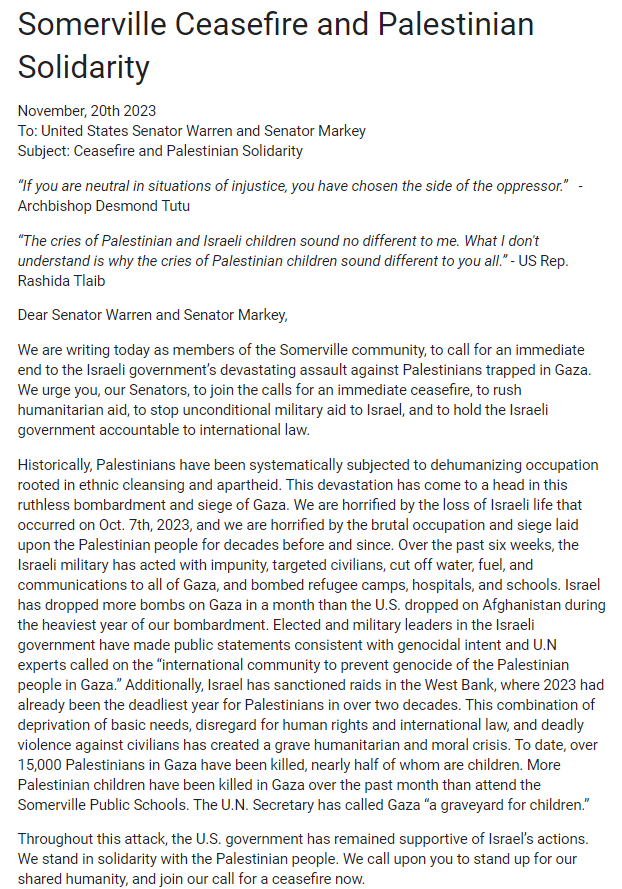 Somerville Ceasefire and Palestinian
Solidarity
November, 20th 2023
To: United States Senator Warren and Senator Markey
Subject: Ceasefire and Palestinian Solidarity
“If you are neutral in situations of injustice, you have chosen the side of the oppressor.”   -
Archbishop Desmond Tutu
“The cries of Palestinian and Israeli children sound no different to me. What I don't
understand is why the cries of Palestinian children sound different to you all.” - US Rep.
Rashida Tlaib
Dear Senator Warren and Senator Markey,
We are writing today as members of the Somerville community, to call for an immediate
end to the Israeli government’s devastating assault against Palestinians trapped in Gaza.
We urge you, our Senators, to join the calls for an immediate ceasefire, to rush
humanitarian aid, to stop unconditional military aid to Israel, and to hold the Israeli
government accountable to international law.
Historically, Palestinians have been systematically subjected to dehumanizing occupation
rooted in ethnic cleansing and apartheid. This devastation has come to a head in this
ruthless bombardment and siege of Gaza. We are horrified by the loss of Israeli life that
occurred on Oct. 7th, 2023, and we are horrified by the brutal occupation and siege laid
upon the Palestinian people for decades before and since. Over the past six weeks, the
Israeli military has acted with impunity, targeted civilians, cut off water, fuel, and
communications to all of Gaza, and bombed refugee camps, hospitals, and schools. Israel
has dropped more bombs on Gaza in a month than the U.S. dropped on Afghanistan during
the heaviest year of our bombardment. Elected and military leaders in the Israeli
government have made public statements consistent with genocidal intent and U.N
experts called on the “international community to prevent genocide of the Palestinian
people in Gaza.” Additionally, Israel has sanctioned raids in the West Bank, where 2023 had
already been the deadliest year for Palestinians in over two decades. This combination of
deprivation of basic needs, disregard for human rights and international law, and deadly
violence against civilians has created a grave humanitarian and moral crisis. To date, over
15,000 Palestinians in Gaza have been killed, nearly half of whom are children. More
Palestinian children have been killed in Gaza over the past month than attend the
Somerville Public Schools. The U.N. Secretary has called Gaza “a graveyard for children.”
Throughout this attack, the U.S. government has remained supportive of Israel’s actions.
We stand in solidarity with the Palestinian people. We call upon you to stand up for our
shared humanity, and join our call for a ceasefire now.